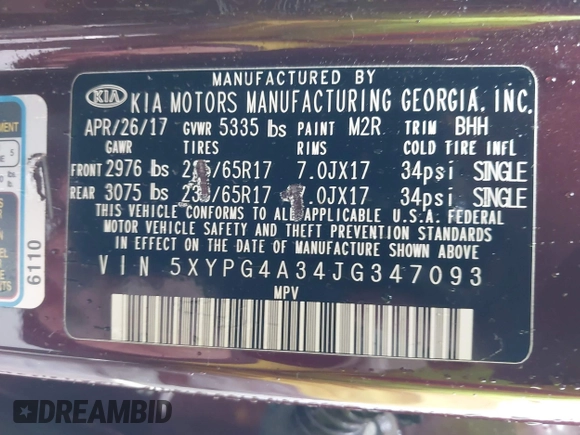 MANUFACTURED BY
KIA KIA MOTORS MANUFACTURING GEORGIA, INC.
APR/26/17 GVWR 5335 lbs PAINT M2R TRIM BHH
GAWR TIRES RIMS COLD TIRE INFL
FRONT 2976 lbs 7.0JX17 34psi SINGLE
REAR 3075 lbs .0JX17 34psi SINGLE
THIS VEHICLE CONFORMS TO ALL APPLICABLE U.S.A. FEDERAL
MOTOR VEHICLE SAFETY AND THEFT PREVENTION STANDARDS
IN EFFECT ON THE DATE OF MANUFACTURE SHOWN ABOVE.
VIN 5XYPG4A34JG347093
MPV
6110
DREAMBID